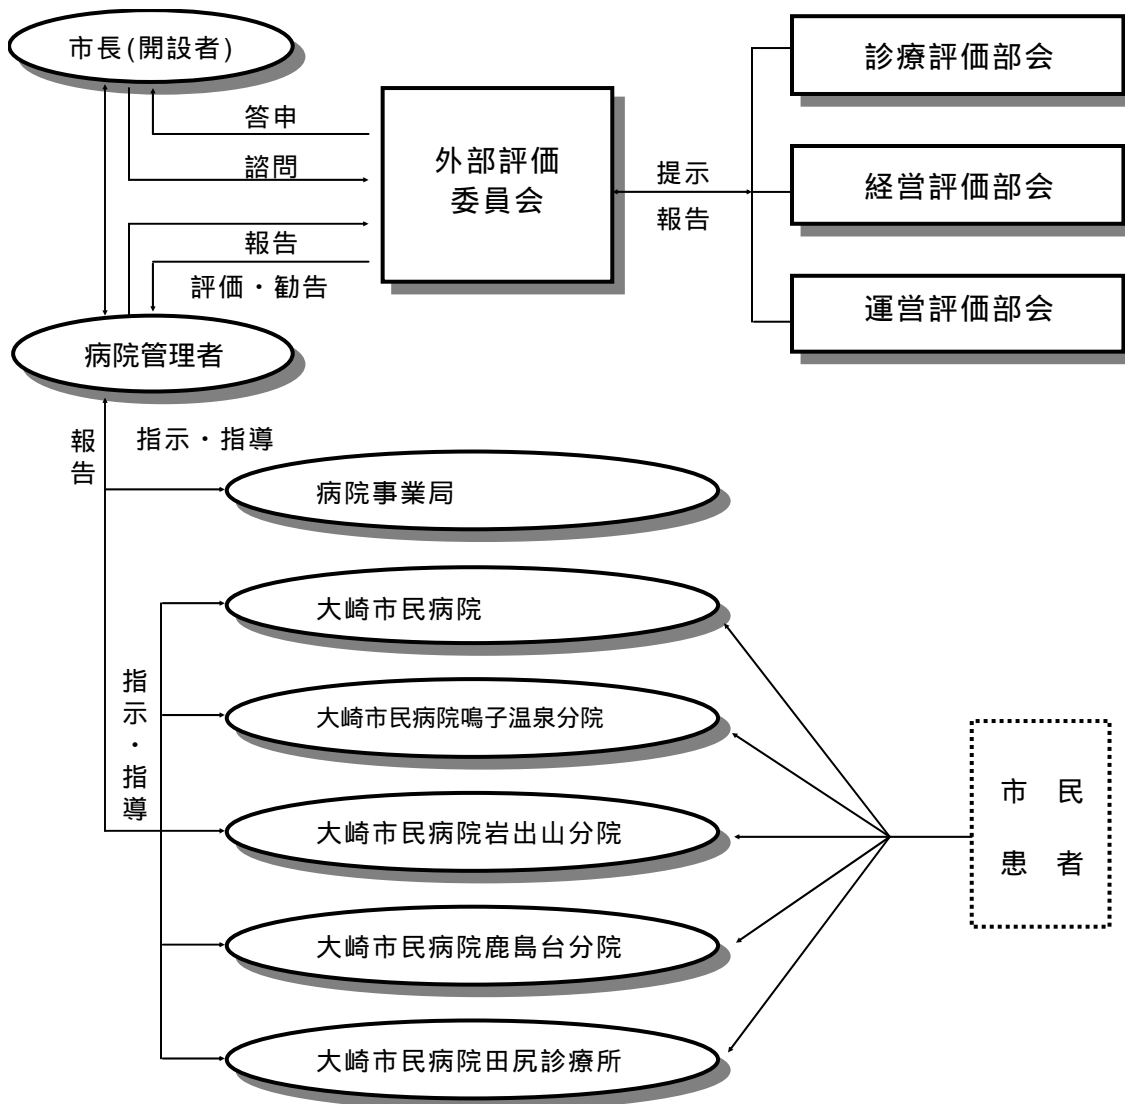 市長(開設者)
診療評価部会
答申
諮問
外部評価
委員会
提示
報告
経営評価部会
報告
評価・勧告
運営評価部会
病院管理者
報告
指示・指導
病院事業局
大崎市民病院
指示・指導
大崎市民病院鳴子温泉分院
市 民
患 者
大崎市民病院岩出山分院
大崎市民病院鹿島台分院
大崎市民病院田尻診療所